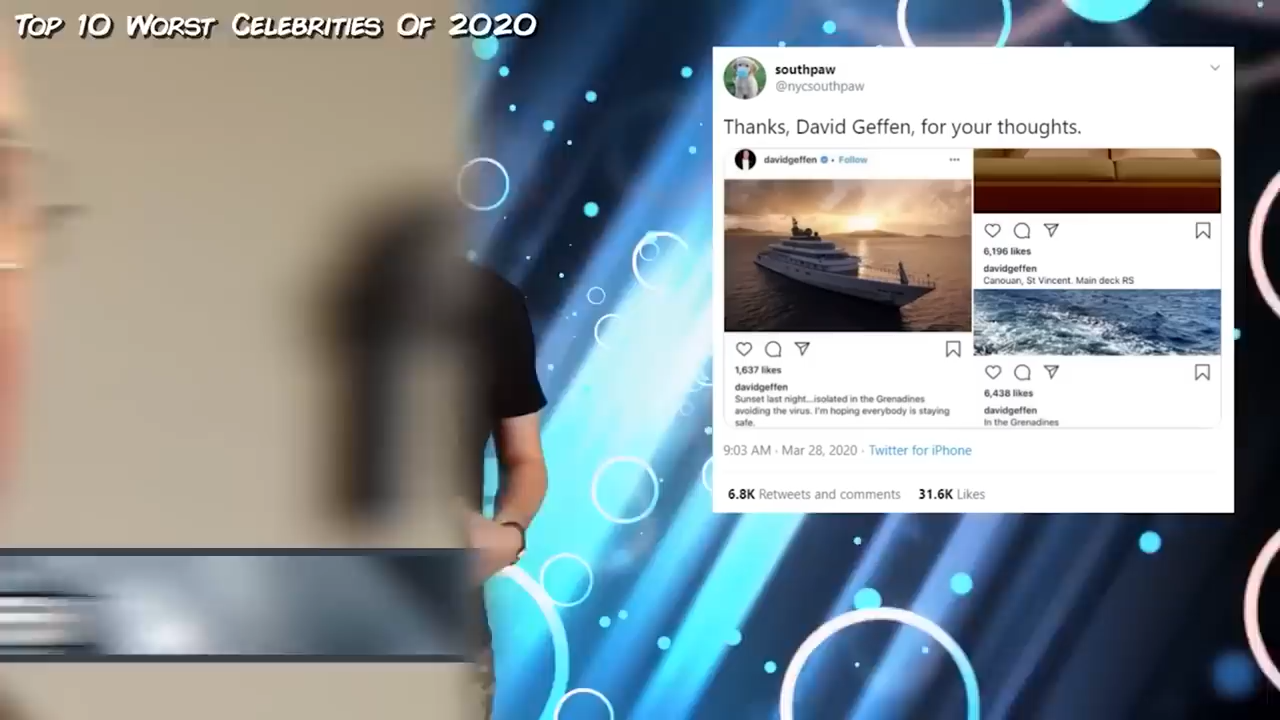 Top 10 Worst Celebrities Of 2020
southpaw
@nycsouthpaw
Thanks, David Geffen, for your thoughts.
davidgeffen • Follow
1,637 likes
davidgeffen
Sunset last night...isolated in the Grenadines
avoiding the virus. I'm hoping everybody is staying
safe.
6,196 likes
davidgeffen
Canouan, St Vincent. Main deck RS
6,438 likes
davidgeffen
In the Grenadines
9:03 AM · Mar 28, 2020 · Twitter for iPhone
6.8K Retweets and comments 31.6K Likes